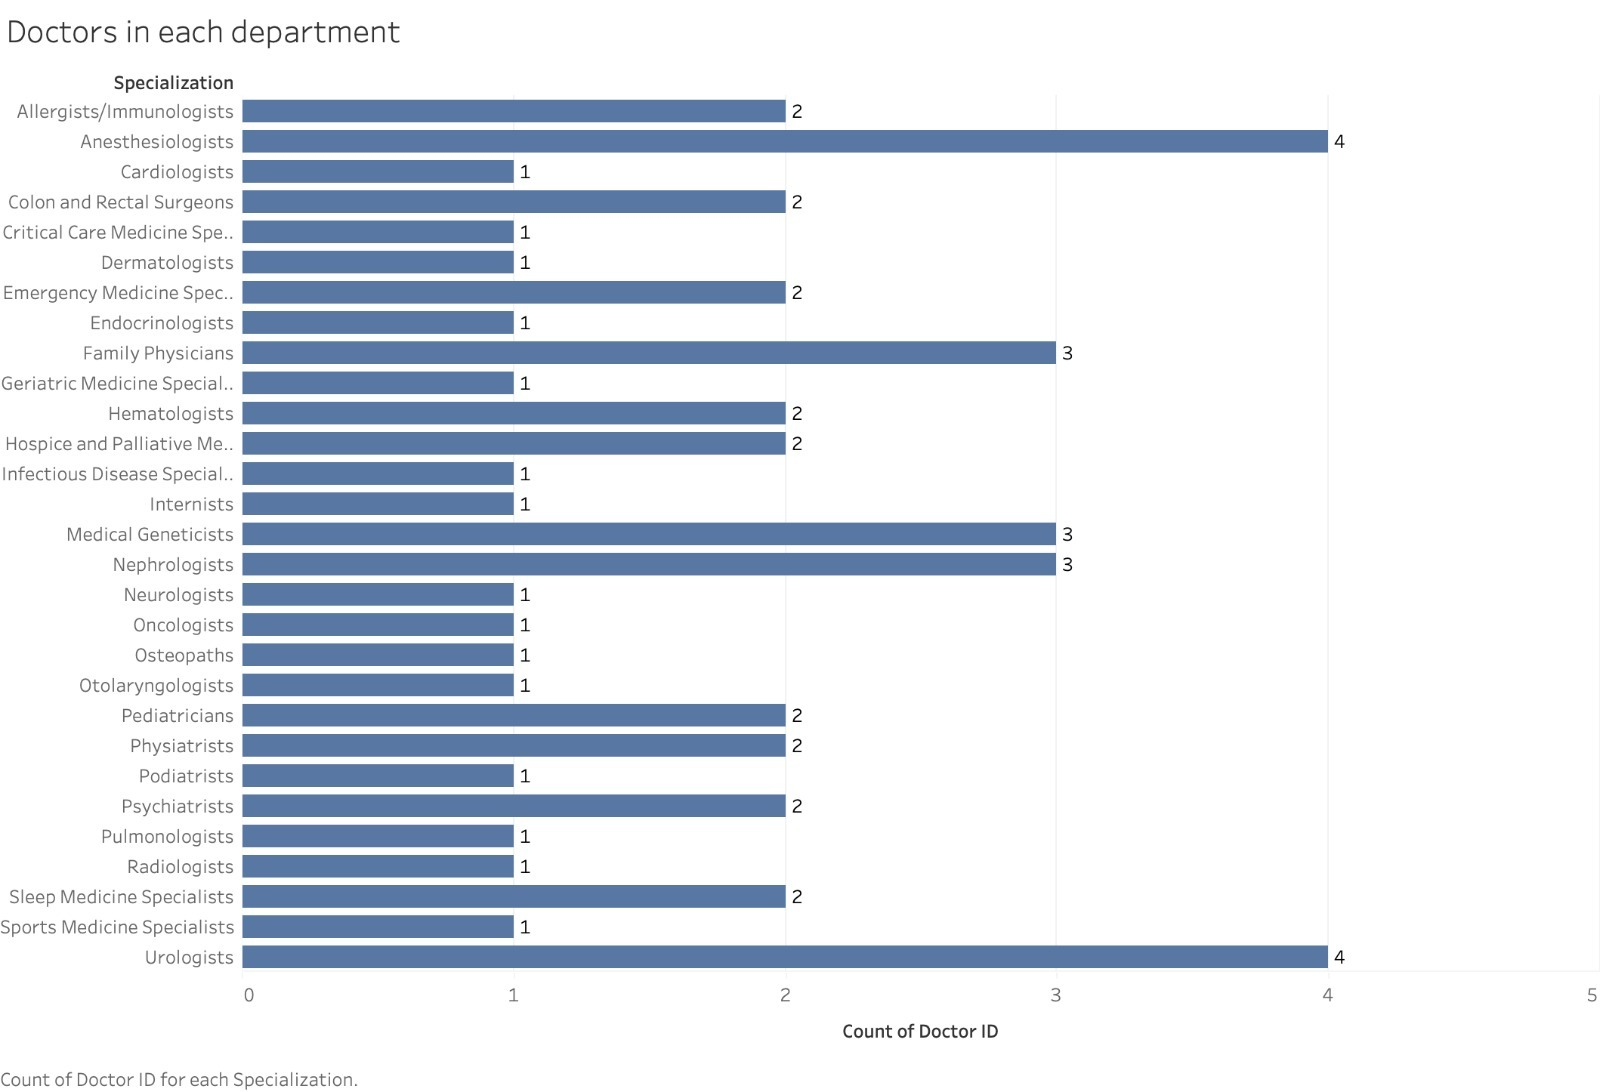 Doctors in each department
Specialization
Allergists/Immunologists 2
Anesthesiologists 4
Cardiologists 1
Colon and Rectal Surgeons 2
Critical Care Medicine Spe.. 1
Dermatologists 1
Emergency Medicine Spec.. 2
Endocrinologists 1
Family Physicians 3
Geriatric Medicine Special.. 1
Hematologists 2
Hospice and Palliative Me.. 2
Infectious Disease Special.. 1
Internists 1
Medical Geneticists 3
Nephrologists 3
Neurologists 1
Oncologists 1
Osteopaths 1
Otolaryngologists 1
Pediatricians 2
Physiatrists 2
Podiatrists 1
Psychiatrists 2
Pulmonologists 1
Radiologists 1
Sleep Medicine Specialists 2
Sports Medicine Specialists 1
Urologists 4
0 1 2 3 4 5
Count of Doctor ID
Count of Doctor ID for each Specialization.